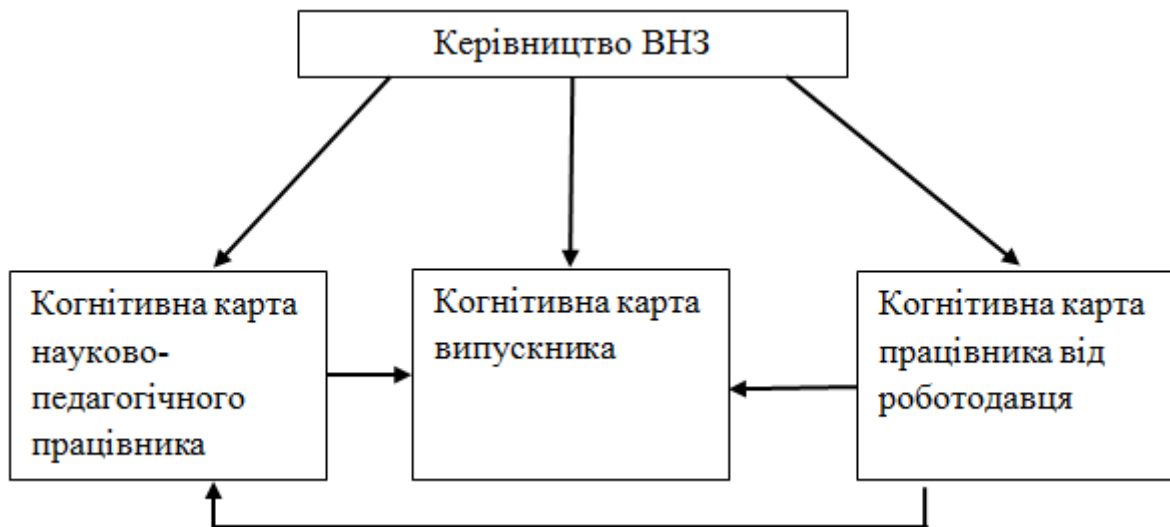 Керівництво ВНЗ
Когнітивна карта
науково-
педагогічного
працівника
Когнітивна карта
випускника
Когнітивна карта
працівника від
роботодавця